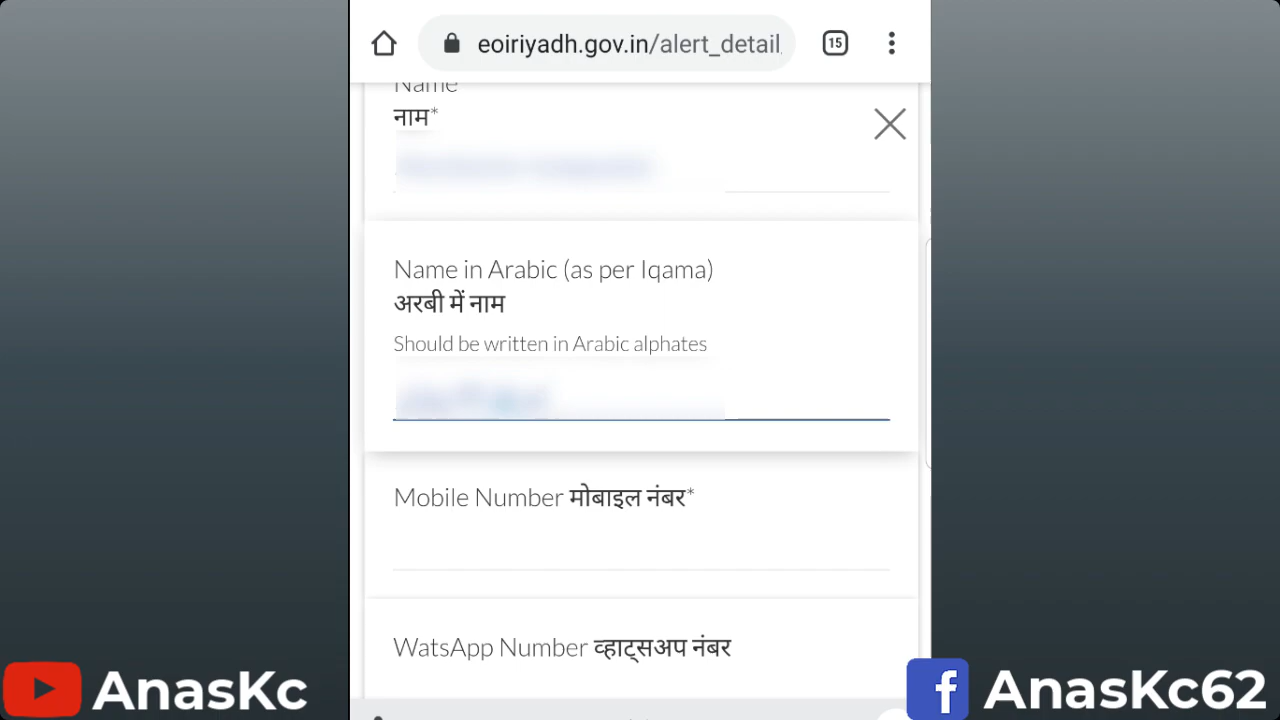 eoiriyadh.gov.in/alert_detail
15
Name
नाम*
Name in Arabic (as per Iqama)
अरबी में नाम
Should be written in Arabic alphates
Mobile Number मोबाइल नंबर*
WatsApp Number व्हाट्सअप नंबर
AnasKc
AnasKc62